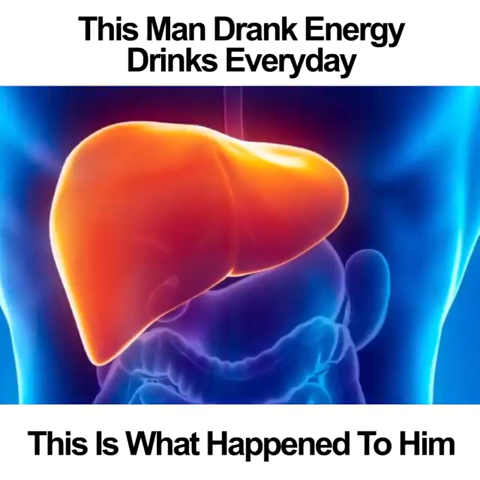 This Man Drank Energy
Drinks Everyday
This Is What Happened To Him